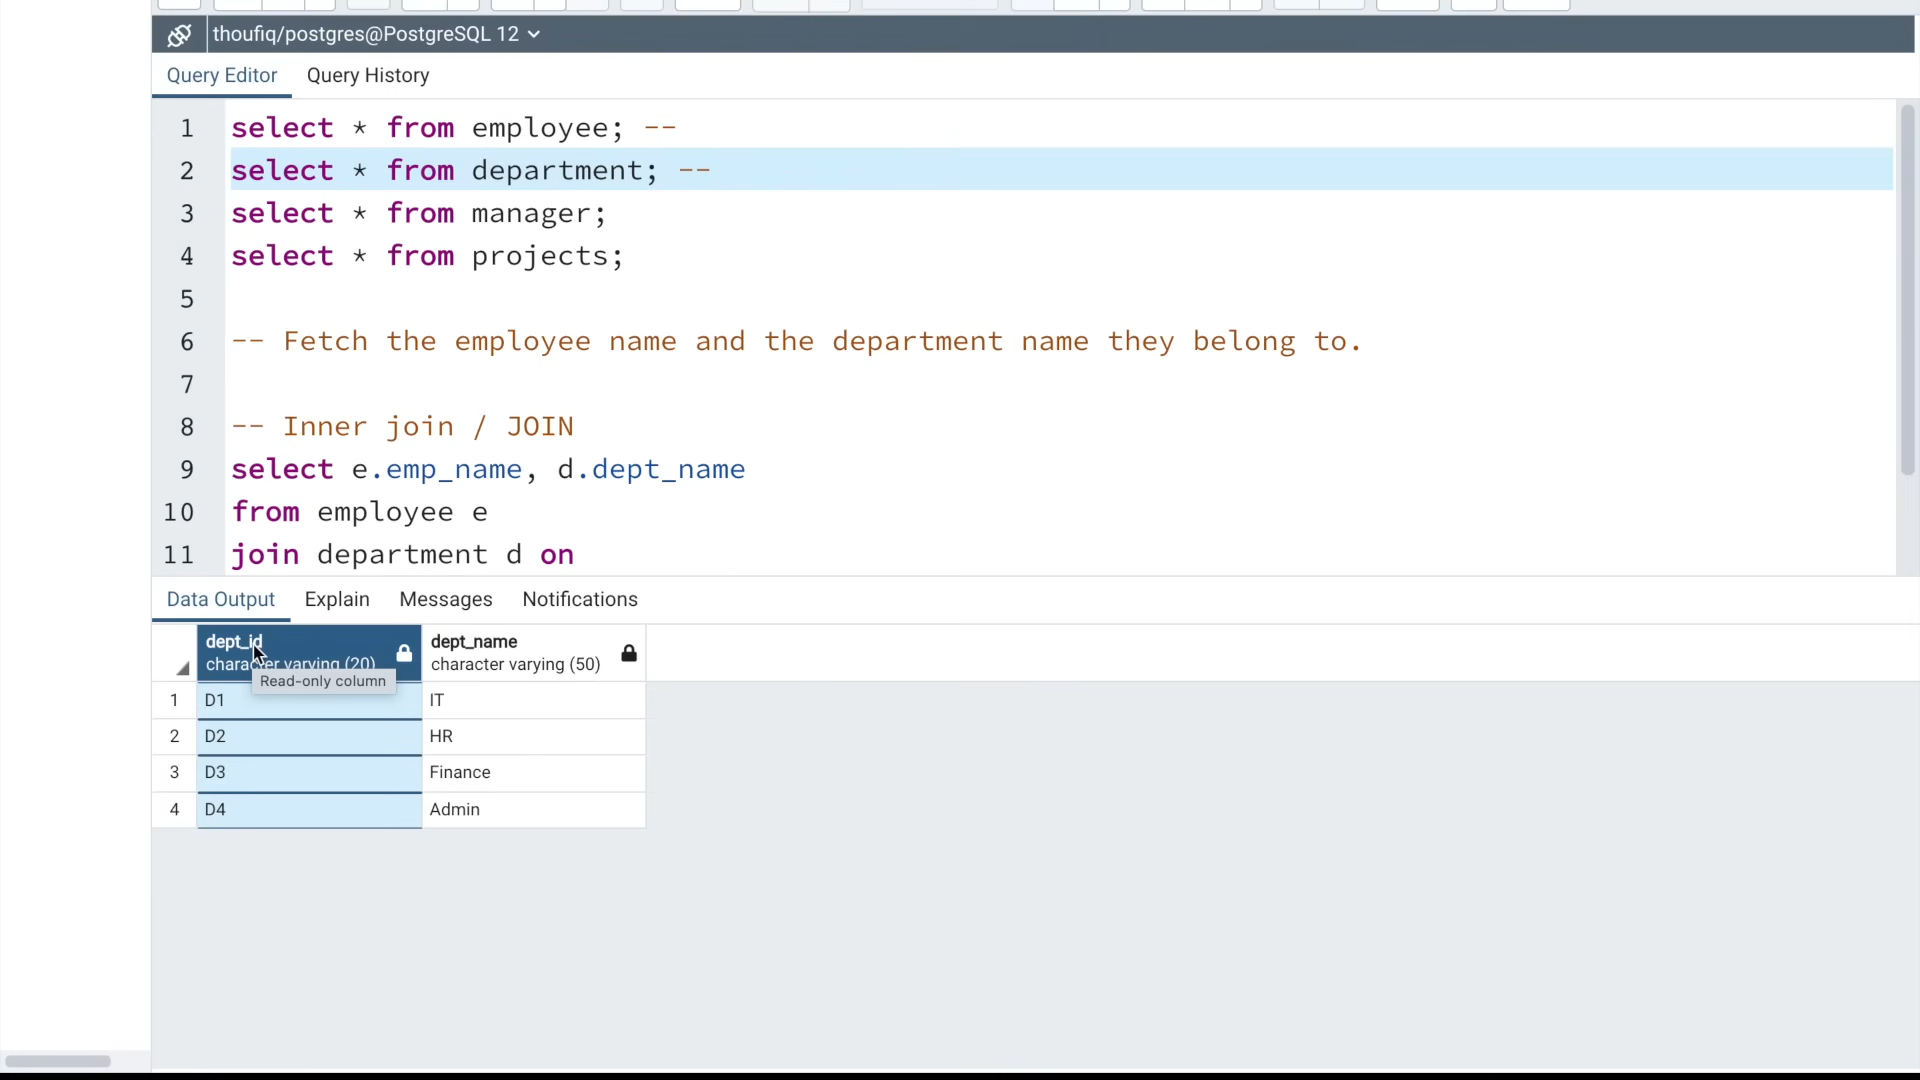 thoufiq/postgres@PostgreSQL 12
Query Editor Query History
1 select * from employee; --
2 select * from department; --
3 select * from manager;
4 select * from projects;
5
6 -- Fetch the employee name and the department name they belong to.
7
8 -- Inner join / JOIN
9 select e.emp_name, d.dept_name
10 from employee e
11 join department d on
Data Output Explain Messages Notifications
dept_id dept_name
character varying (20) character varying (50)
Read-only column
1 D1 IT
2 D2 HR
3 D3 Finance
4 D4 Admin